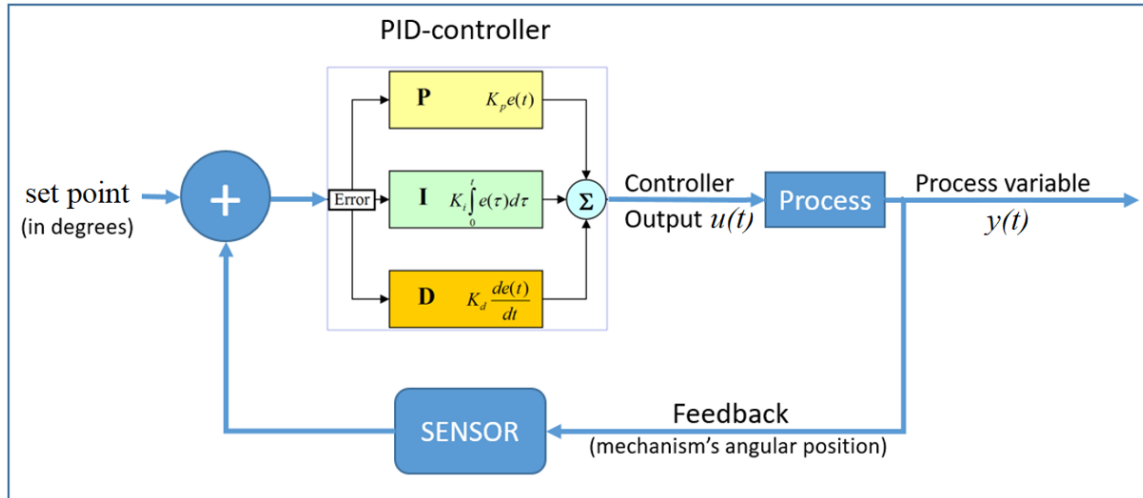 PID-controller
P K_p e(t)
set point
(in degrees)
+
Error
I K_i ∫_0^t e(τ)dτ
Σ
Controller
Output u(t)
Process
Process variable
y(t)
D K_d de(t)/dt
SENSOR
Feedback
(mechanism's angular position)